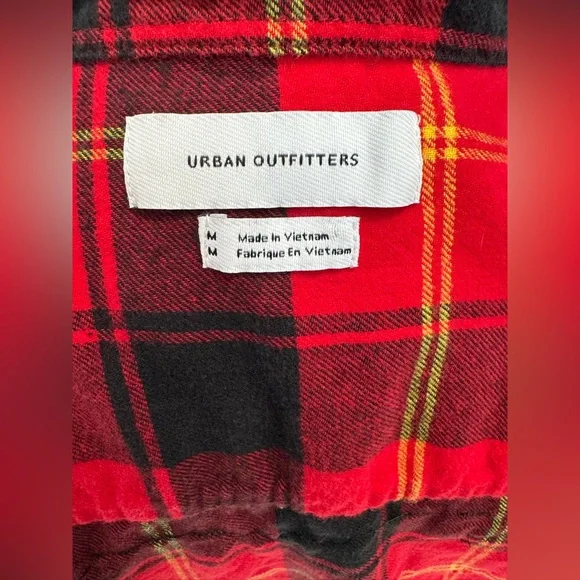 URBAN OUTFITTERS
M Made In Vietnam
M Fabrique En Vietnam